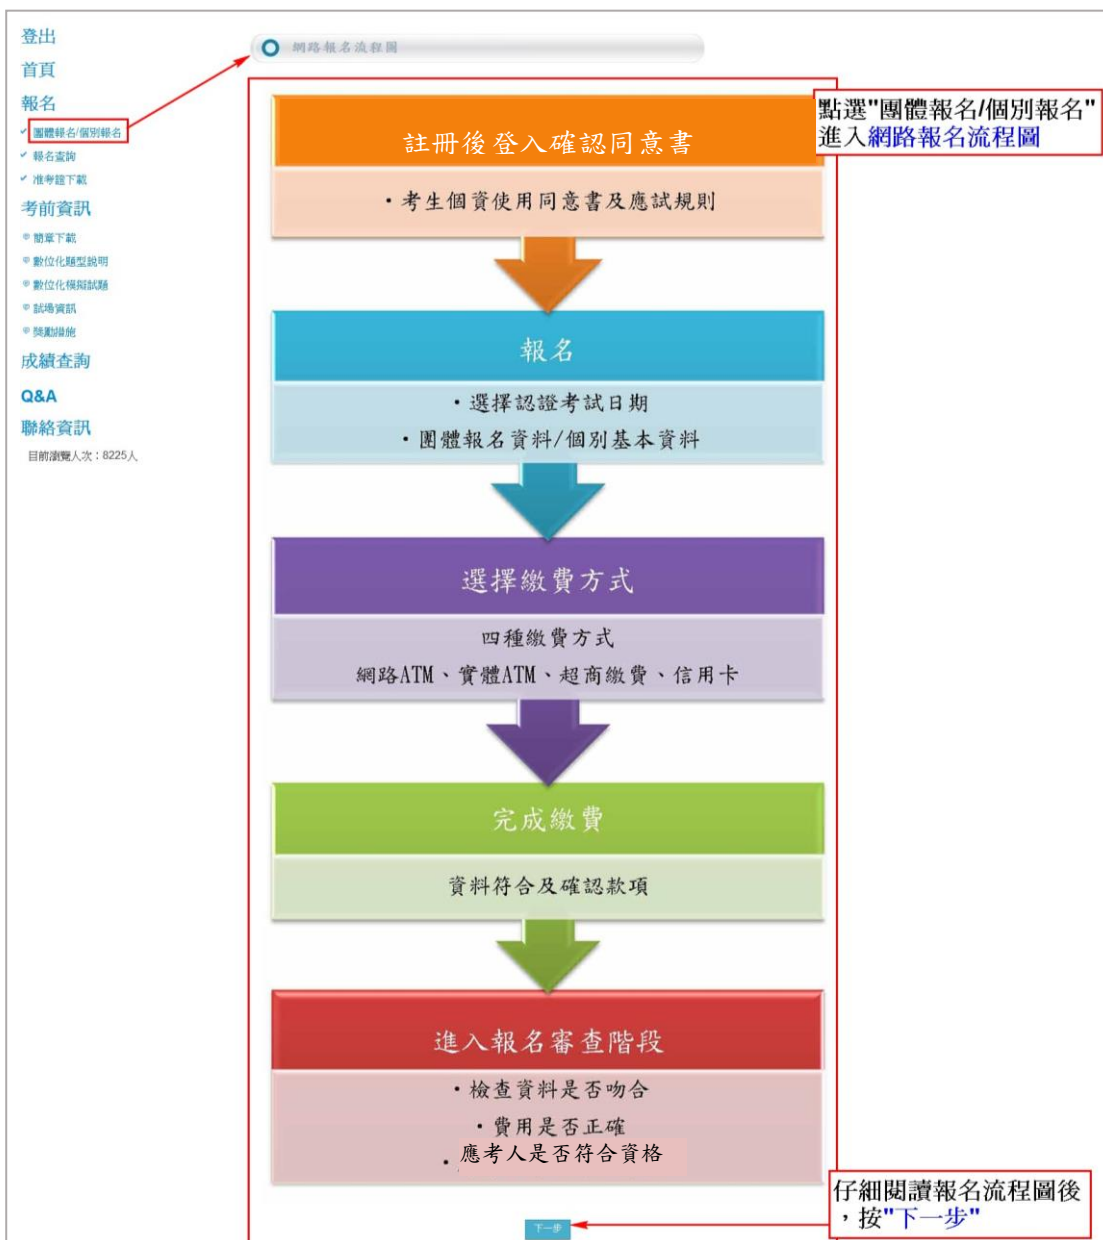 登出
首頁
報名
團體報名/個別報名
報名查詢
准考證下載
考前資訊
簡章下載
數位化題型說明
數位化模擬試題
試場資訊
獎勵措施
成績查詢
Q&A
聯絡資訊
目前瀏覽人次：8225人
網路報名流程圖
點選"團體報名/個別報名"
進入網路報名流程圖
註冊後登入確認同意書
・考生個資使用同意書及應試規則
報名
・選擇認證考試日期
・團體報名資料/個別基本資料
選擇繳費方式
四種繳費方式
網路ATM、實體ATM、超商繳費、信用卡
完成繳費
資料符合及確認款項
進入報名審查階段
・檢查資料是否吻合
・費用是否正確
・應考人是否符合資格
仔細閱讀報名流程圖後
，按"下一步"
下一步